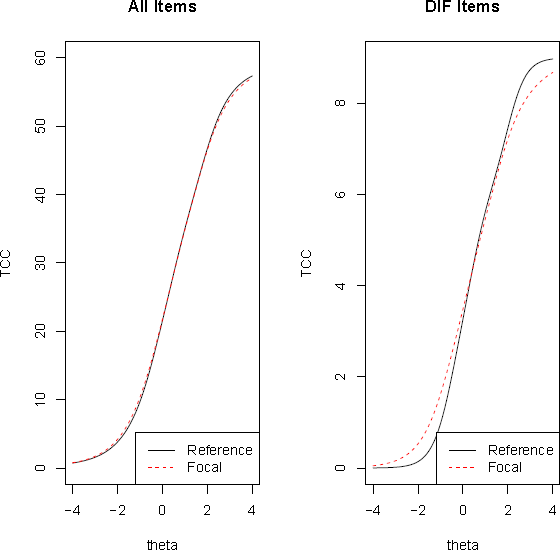 All Items
TCC
60
50
40
30
20
10
0
Reference
Focal
−4
−2
0
2
4
theta
DIF Items
TCC
8
6
4
2
0
Reference
Focal
−4
−2
0
2
4
theta